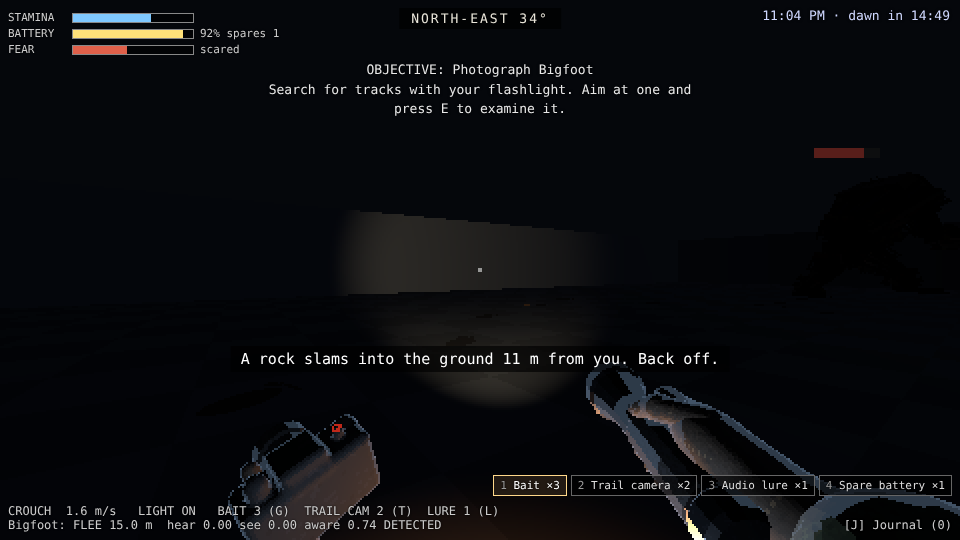 STAMINA
BATTERY 92% spares 1
FEAR scared
NORTH-EAST 34°
11:04 PM · dawn in 14:49
OBJECTIVE: Photograph Bigfoot
Search for tracks with your flashlight. Aim at one and
press E to examine it.
A rock slams into the ground 11 m from you. Back off.
1 Bait ×3 2 Trail camera ×2 3 Audio lure ×1 4 Spare battery ×1
CROUCH 1.6 m/s LIGHT ON BAIT 3 (G) TRAIL CAM 2 (T) LURE 1 (L)
Bigfoot: FLEE 15.0 m hear 0.00 see 0.00 aware 0.74 DETECTED
[J] Journal (0)